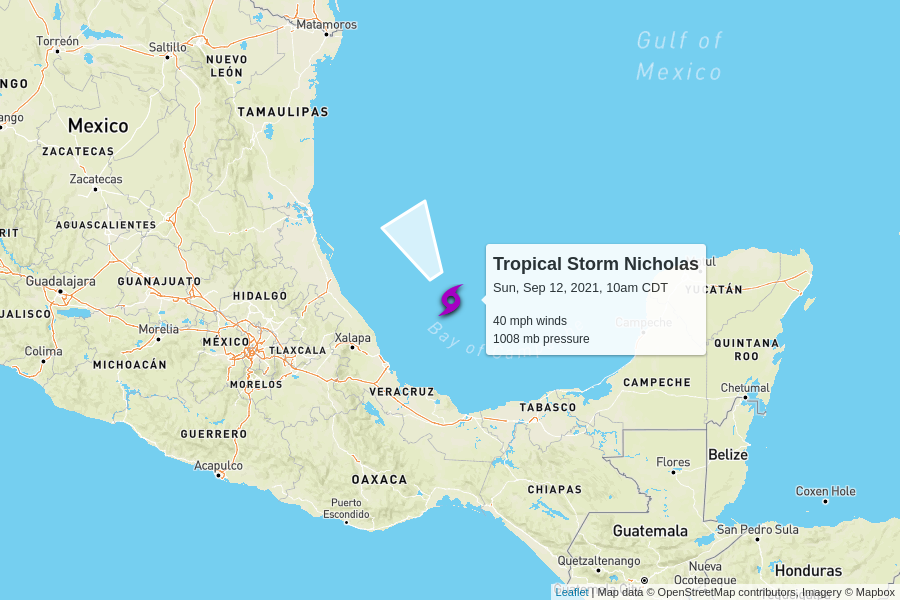 Matamoros
Torreón
Saltillo
NUEVO
LEÓN
Gulf of
Mexico
NGO
TAMAULIPAS
ango
Mexico
ZACATECAS
Zacatecas
AGUASCALIENTES
RIT
Tropical Storm Nicholas
Sun, Sep 12, 2021, 10am CDT
40 mph winds
1008 mb pressure
YUCATÁN
Campeche
Guadalajara
GUANAJUATO
HIDALGO
JALISCO
Morelia
MÉXICO
Xalapa
TLAXCALA
Bay of
QUINTANA
ROO
Colima
MICHOACÁN
MORELOS
VERACRUZ
CAMPECHE
Chetumal
TABASCO
GUERRERO
Acapulco
OAXACA
Flores
Belize
Puerto
Escondido
CHIAPAS
Coxen Hole
Guatemala
San Pedro Sula
Quetzaltenango
Nueva
Ocotepeque
Honduras
Leaflet | Map data © OpenStreetMap contributors, Imagery © Mapbox